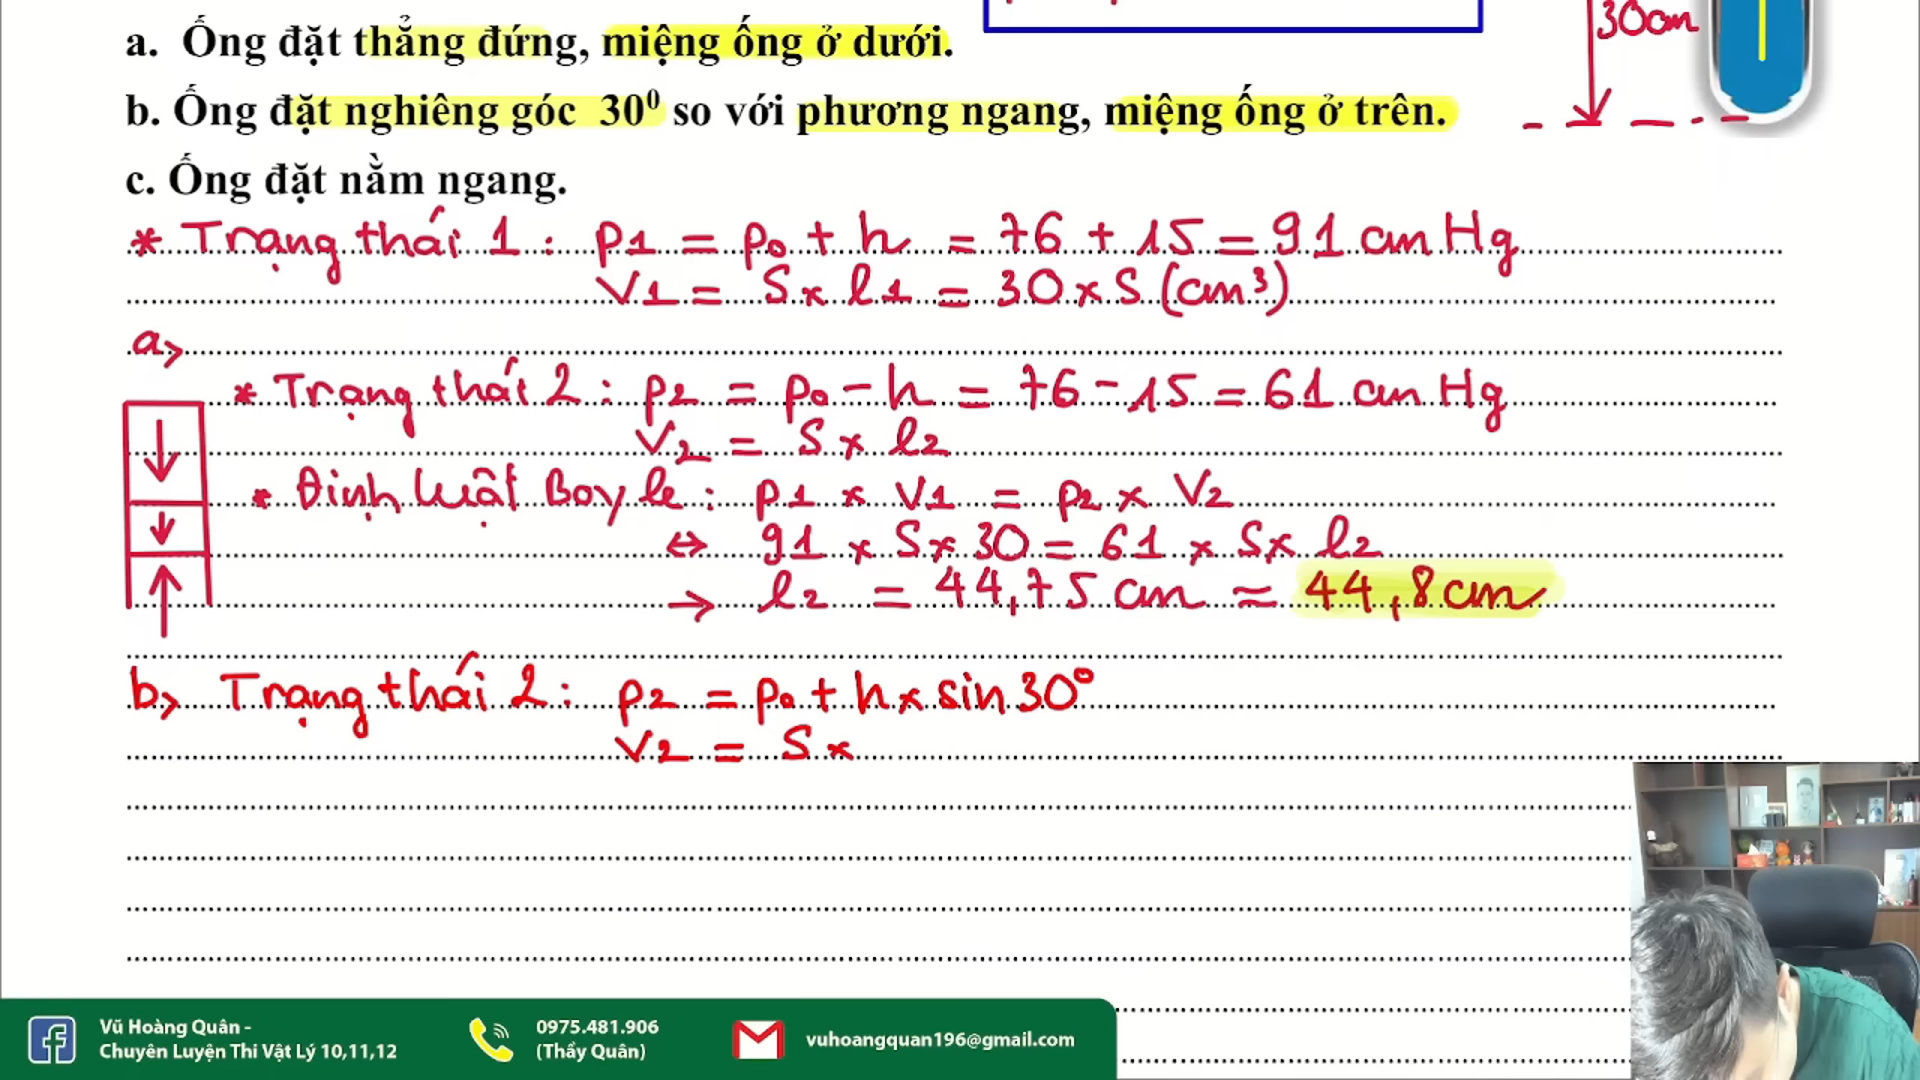 30cm
a. Ống đặt thẳng đứng, miệng ống ở dưới.
b. Ống đặt nghiêng góc 30⁰ so với phương ngang, miệng ống ở trên.
c. Ống đặt nằm ngang.
* Trạng thái 1 : P1 = P0 + h = 76 + 15 = 91 cm Hg
V1 = S x l1 = 30 x S (cm³)
a>
* Trạng thái 2 : P2 = P0 - h = 76 - 15 = 61 cm Hg
V2 = S x l2
* Định luật Boyle : P1 x V1 = P2 x V2
↔ 91 x S x 30 = 61 x S x l2
→ l2 = 44,75 cm ≈ 44,8cm
b> Trạng thái 2 : P2 = P0 + h x sin 30°
V2 = S x
Vũ Hoàng Quân -
Chuyên Luyện Thi Vật Lý 10,11,12
0975.481.906
(Thầy Quân)
vuhoangquan196@gmail.com